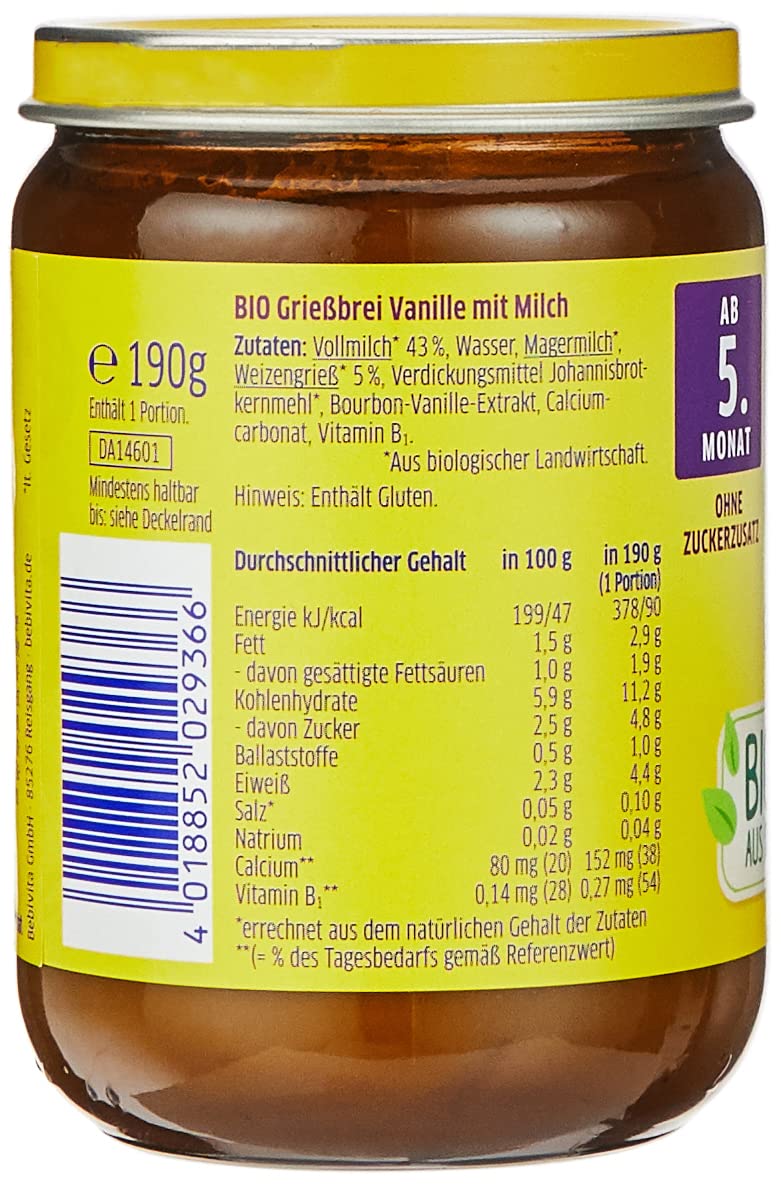 BIO Grießbrei Vanille mit Milch
Zutaten: Vollmilch* 43%, Wasser, Magermilch*,
Weizengrieß* 5%, Verdickungsmittel Johannisbrot-
kernmehl*, Bourbon-Vanille-Extrakt, Calcium-
carbonat, Vitamin B₁.
*Aus biologischer Landwirtschaft.
Hinweis: Enthält Gluten.
e 190g
Enthält 1 Portion.
DA14601
Mindestens haltbar
bis: siehe Deckelrand
Durchschnittlicher Gehalt in 100 g in 190 g
(1 Portion)
Energie kJ/kcal 199/47 378/90
Fett 1,5 g 2,9 g
- davon gesättigte Fettsäuren 1,0 g 1,9 g
Kohlenhydrate 5,9 g 11,2 g
- davon Zucker 2,5 g 4,8 g
Ballaststoffe 0,5 g 1,0 g
Eiweiß 2,3 g 4,4 g
Salz* 0,05 g 0,10 g
Natrium 0,02 g 0,04 g
Calcium** 80 mg (20) 152 mg (38)
Vitamin B₁** 0,14 mg (28) 0,27 mg (54)
*errechnet aus dem natürlichen Gehalt der Zutaten
**(= % des Tagesbedarfs gemäß Referenzwert)
4 018852 029366
AB
5.
MONAT
OHNE
ZUCKERZUSATZ
AUS
*lt. Gesetz
Bebivita GmbH · 85276 Reisgang · bebivita.de